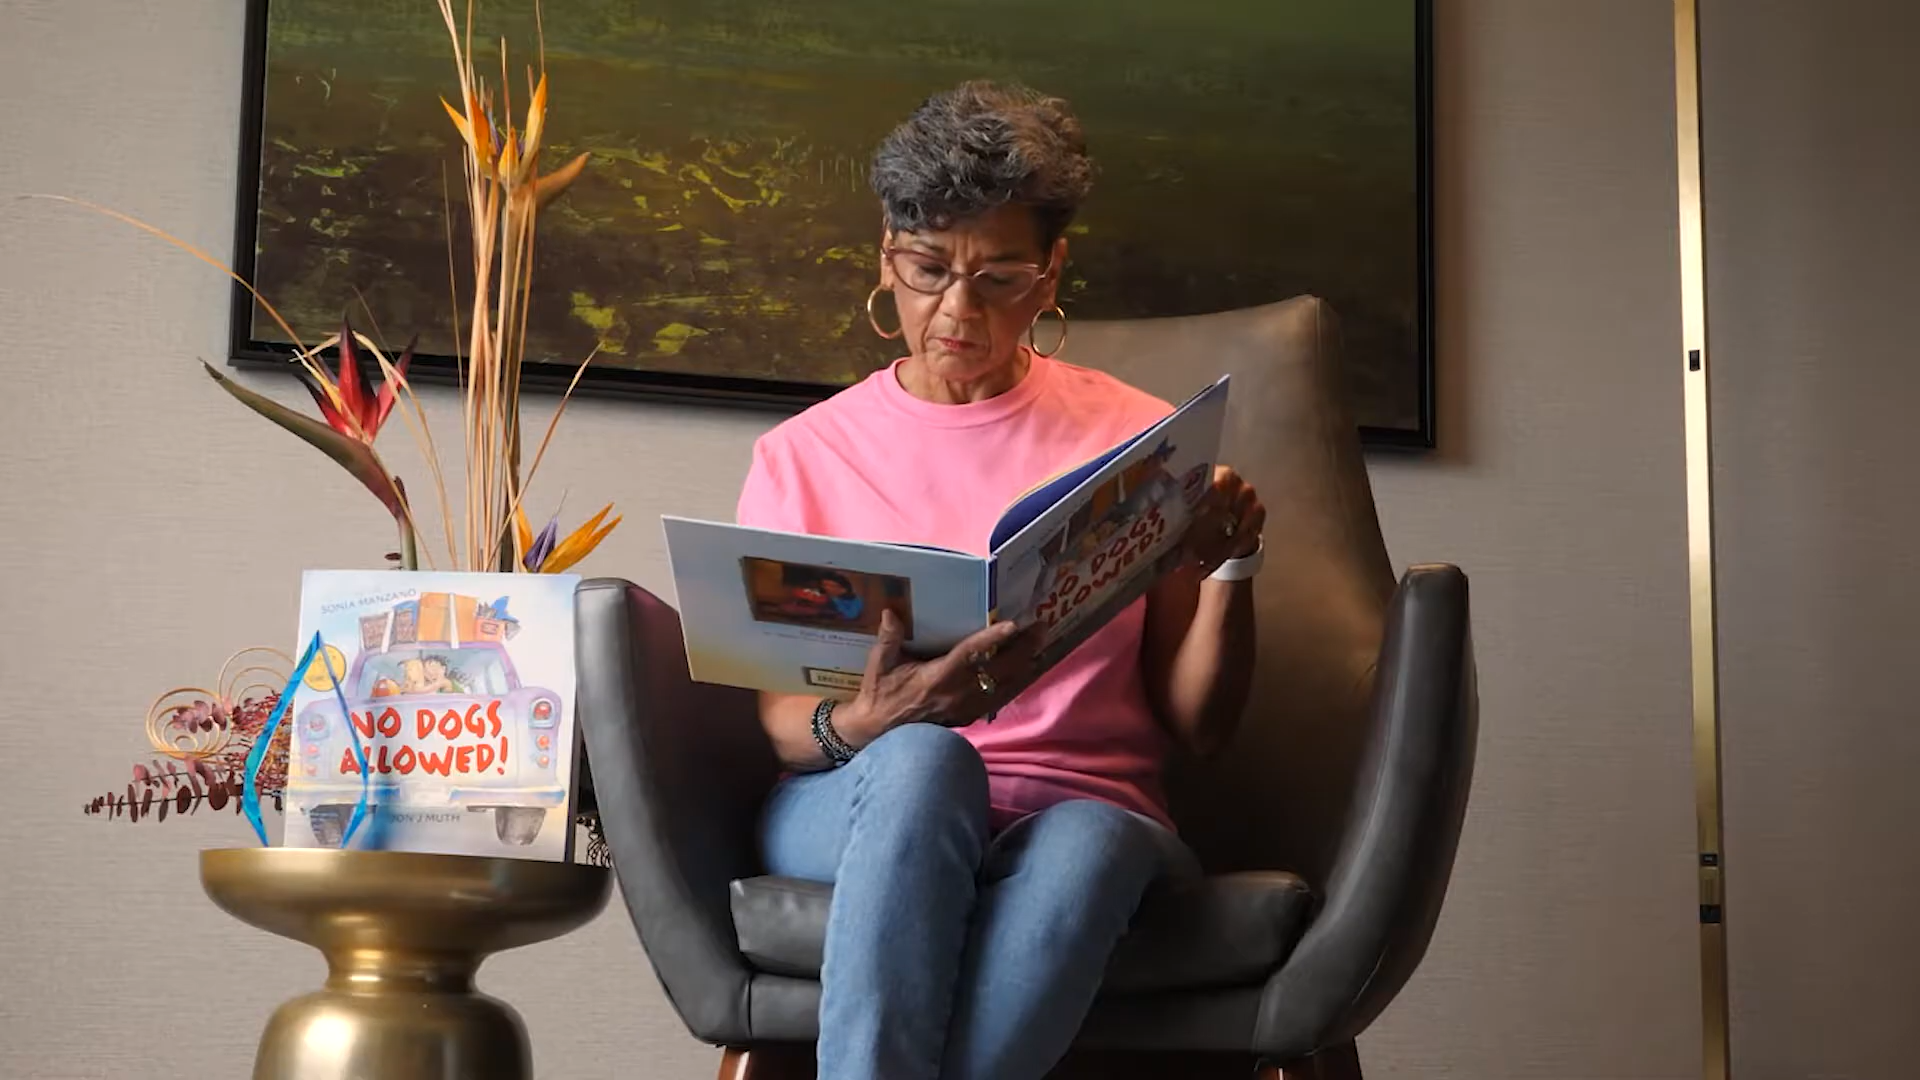 SONIA MANZANO
NO DOGS
ALLOWED!
JON J MUTH
NO DOGS
ALLOWED!